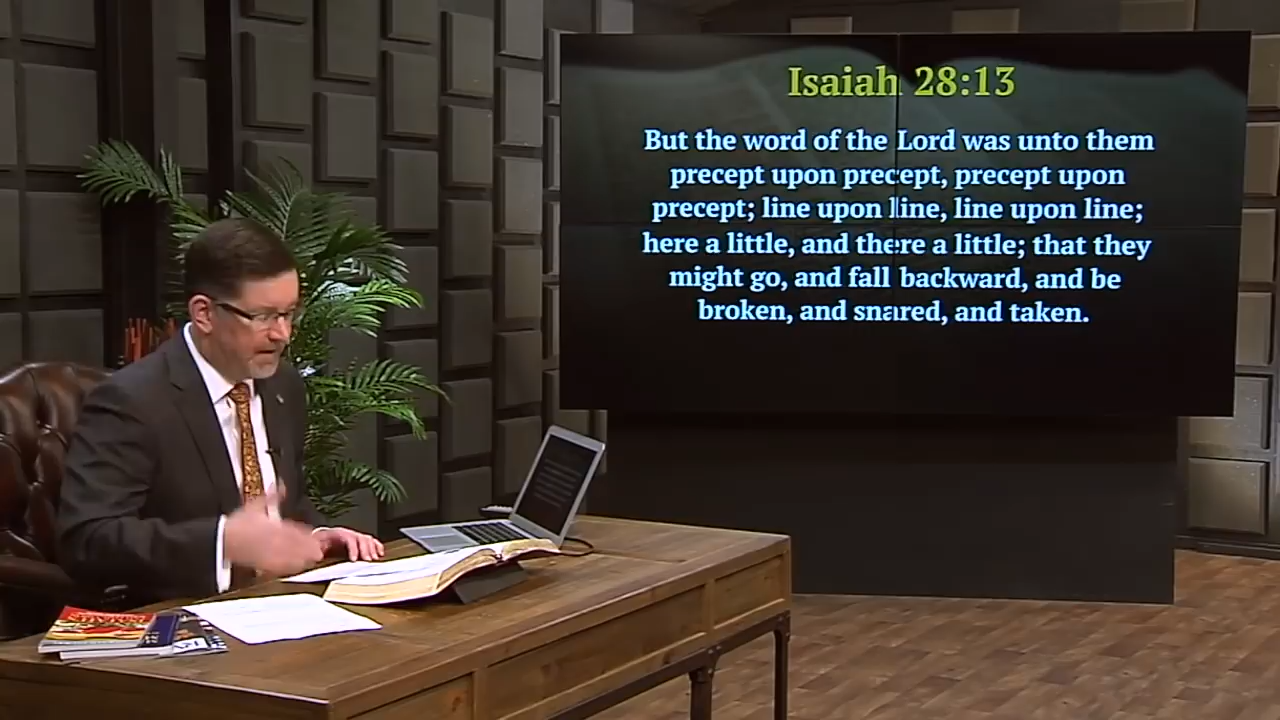 Isaiah 28:13
But the word of the Lord was unto them
precept upon precept, precept upon
precept; line upon line, line upon line;
here a little, and there a little; that they
might go, and fall backward, and be
broken, and snared, and taken.